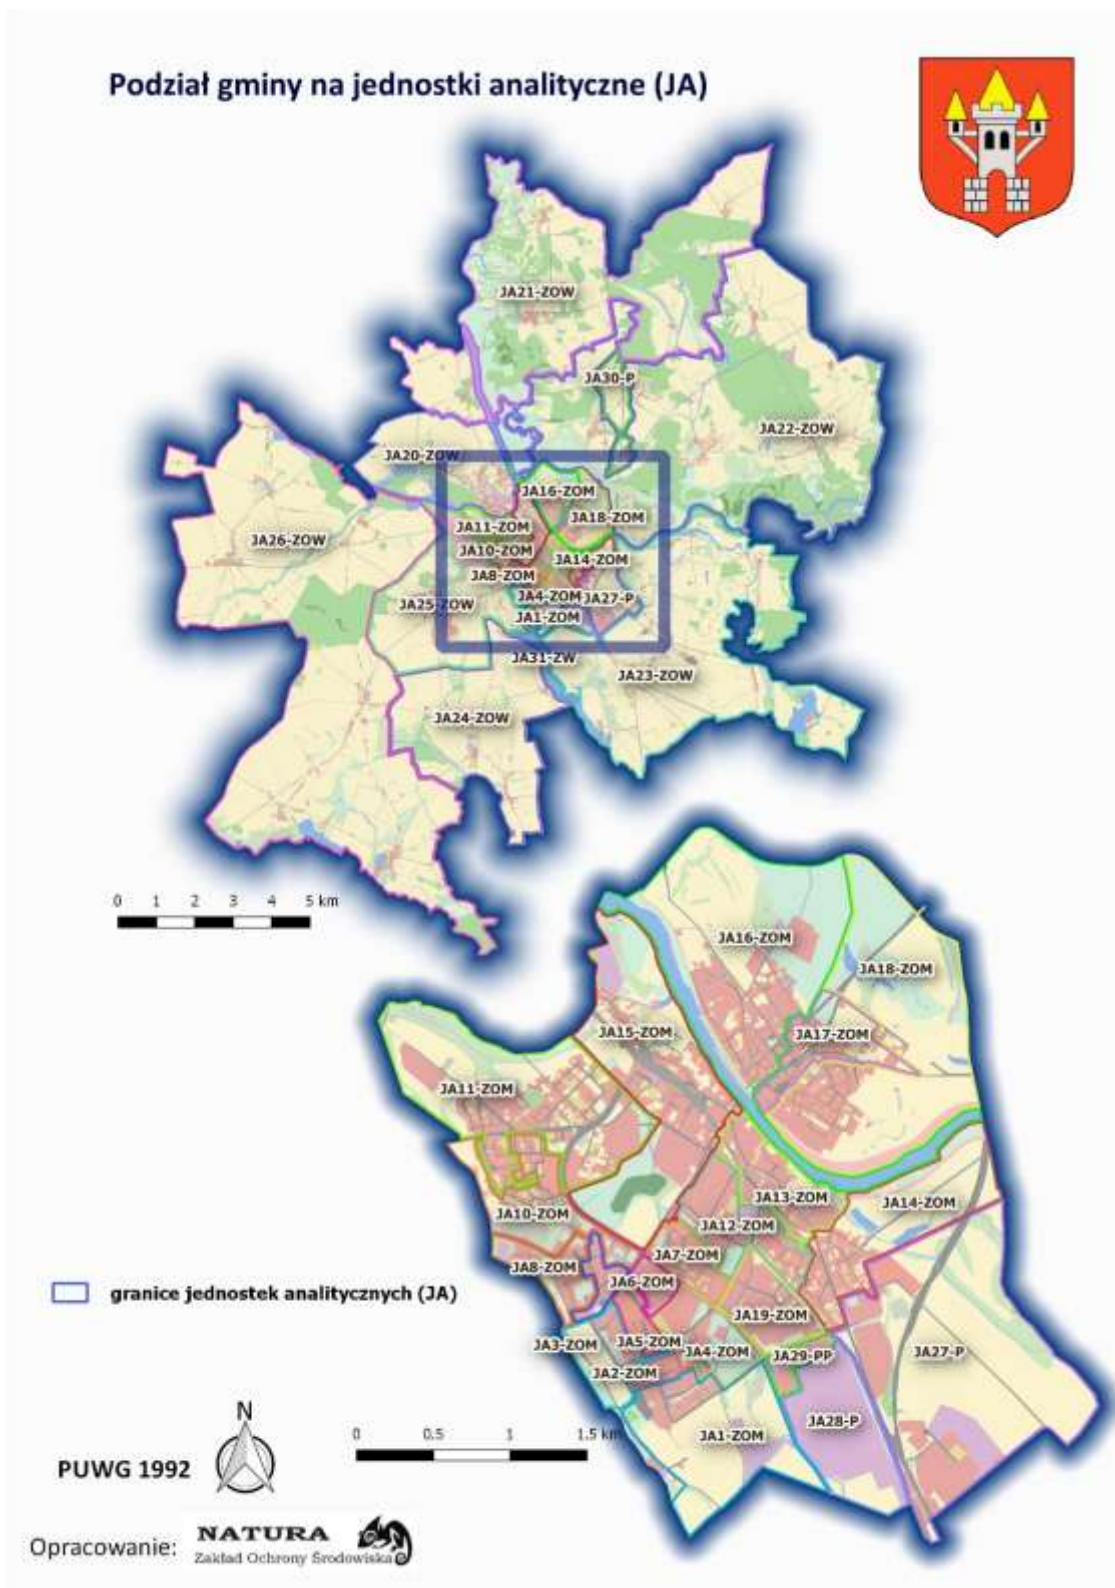 Podział gminy na jednostki analityczne (JA)
JA21-ZOW
JA30-P
JA22-ZOW
JA20-ZOW
JA16-ZOM
JA18-ZOM
JA11-ZOM
JA26-ZOW
JA10-ZOM
JA14-ZOM
JA8-ZOM
JA4-ZOM
JA27-P
JA25-ZOW
JA1-ZOM
JA31-ZW
JA23-ZOW
JA24-ZOW
0 1 2 3 4 5 km
JA16-ZOM
JA18-ZOM
JA15-ZOM
JA17-ZOM
JA11-ZOM
JA13-ZOM
JA14-ZOM
JA10-ZOM
JA12-ZOM
JA7-ZOM
JA8-ZOM
JA6-ZOM
granice jednostek analitycznych (JA)
JA19-ZOM
JA3-ZOM
JA5-ZOM
JA4-ZOM
JA29-PP
JA27-P
JA2-ZOM
JA28-P
JA1-ZOM
N
0 0.5 1 1.5 km
PUWG 1992
Opracowanie:
NATURA
Zakład Ochrony Środowiska